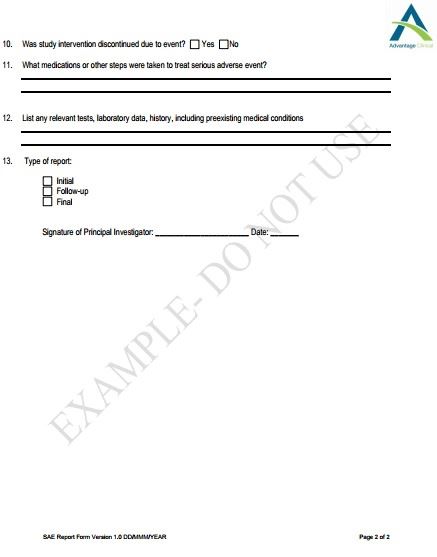 Advantage Clinical
10. Was study intervention discontinued due to event? Yes No
11. What medications or other steps were taken to treat serious adverse event?
12. List any relevant tests, laboratory data, history, including preexisting medical conditions
13. Type of report:
Initial
Follow-up
Final
Signature of Principal Investigator: ______________________ Date: _______
EXAMPLE- DO NOT USE
SAE Report Form Version 1.0 DD/MMM/YEAR Page 2 of 2